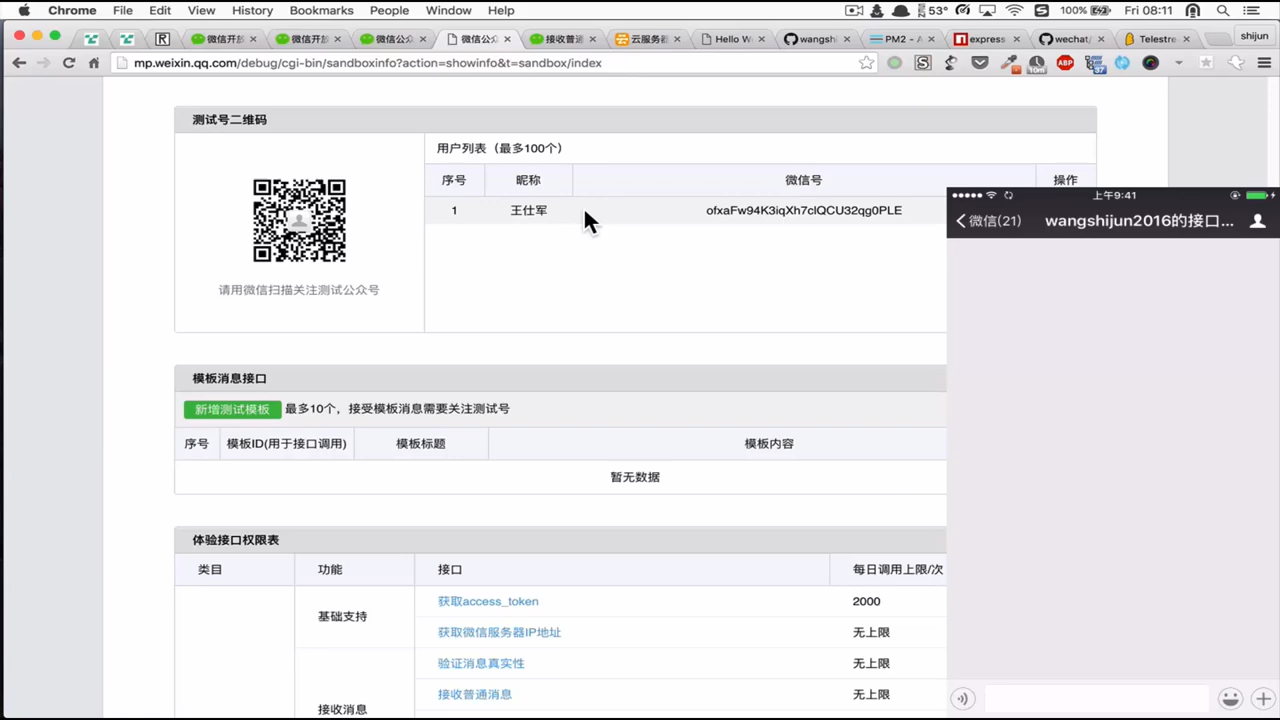 Chrome File Edit View History Bookmarks People Window Help 53° 100% Fri 08:11
微信开放 微信开放 微信公众 微信公众 接收普通 云服务器 Hello W wangshi PM2 - A express wechat/ Telestre shijun
mp.weixin.qq.com/debug/cgi-bin/sandboxinfo?action=showinfo&t=sandbox/index
测试号二维码
用户列表（最多100个）
序号 昵称 微信号 操作
1 王仕军 ofxaFw94K3iqXh7clQCU32qg0PLE
请用微信扫描关注测试公众号
上午9:41
微信(21) wangshijun2016的接口...
模板消息接口
新增测试模板 最多10个，接受模板消息需要关注测试号
序号 模板ID(用于接口调用) 模板标题 模板内容
暂无数据
体验接口权限表
类目 功能 接口 每日调用上限/次
基础支持 获取access_token 2000
获取微信服务器IP地址 无上限
接收消息 验证消息真实性 无上限
接收普通消息 无上限